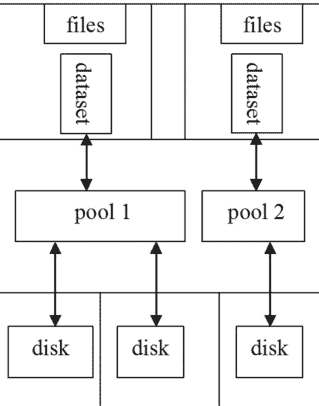 files
files
dataset
dataset
pool 1
pool 2
disk
disk
disk